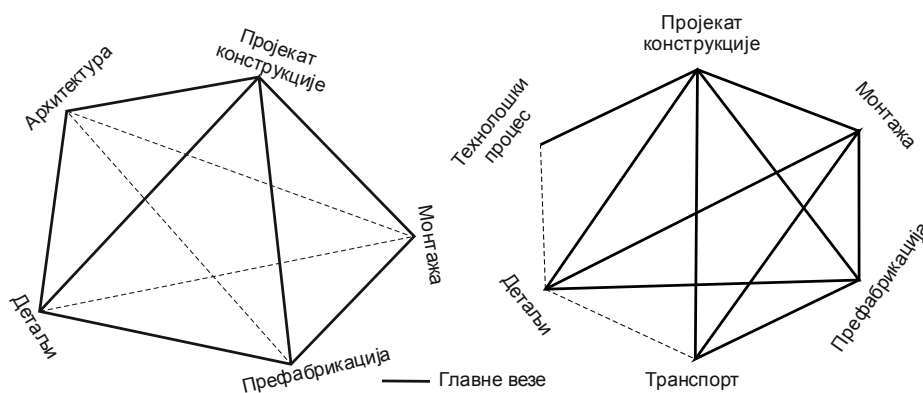 Архитектура
Пројекат
конструкције
Монтажа
Детаљи
Префабрикација
Главне везе
Технолошки
процес
Пројекат
конструкције
Монтажа
Детаљи
Префабрикација
Транспорт